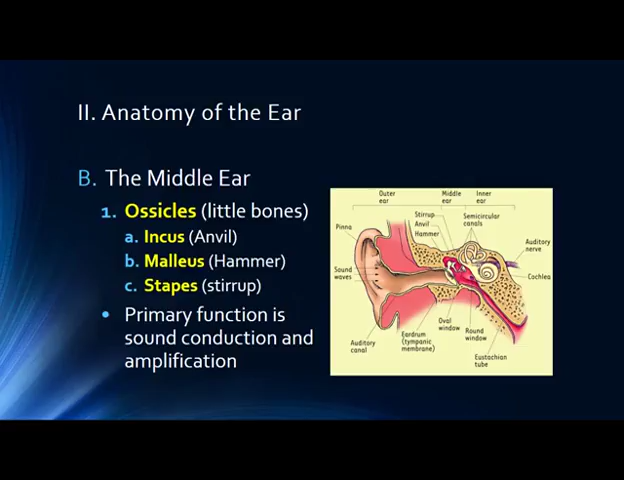 II. Anatomy of the Ear
B. The Middle Ear
1. Ossicles (little bones)
a. Incus (Anvil)
b. Malleus (Hammer)
c. Stapes (stirrup)
• Primary function is
sound conduction and
amplification
Outer
ear
Middle
ear
Inner
ear
Stirrup
Anvil
Hammer
Semicircular
canals
Pinna
Auditory
nerve
Sound
waves
Cochlea
Oval
window
Round
window
Auditory
canal
Eardrum
(tympanic
membrane)
Eustachian
tube